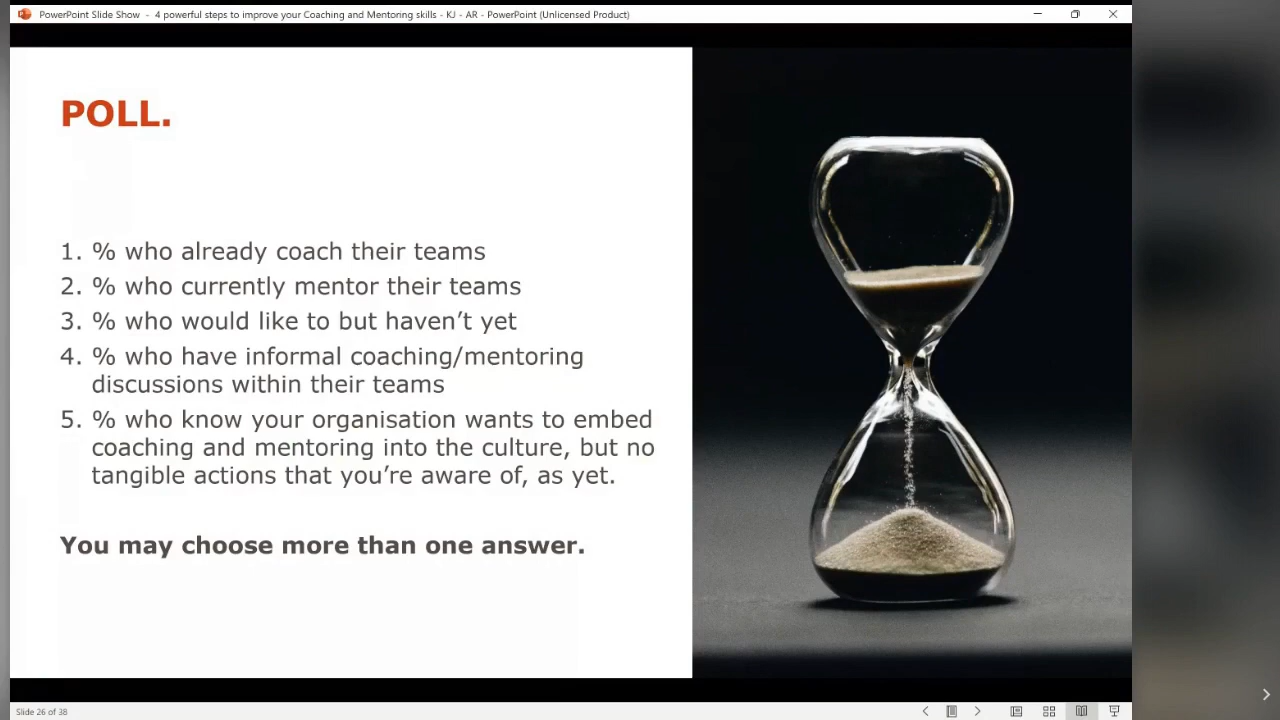 PowerPoint Slide Show - 4 powerful steps to improve your Coaching and Mentoring skills - KJ - AR - PowerPoint (Unlicensed Product)
POLL.
1. % who already coach their teams
2. % who currently mentor their teams
3. % who would like to but haven’t yet
4. % who have informal coaching/mentoring
discussions within their teams
5. % who know your organisation wants to embed
coaching and mentoring into the culture, but no
tangible actions that you’re aware of, as yet.
You may choose more than one answer.
Slide 26 of 38